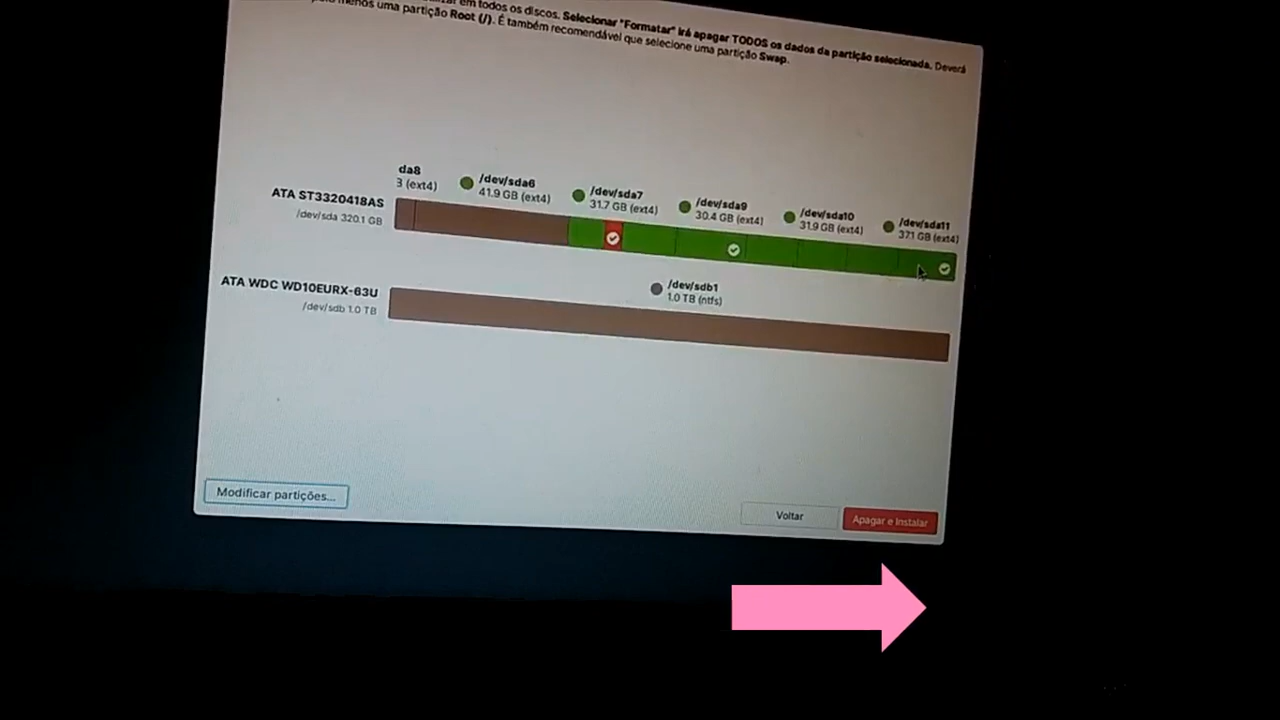 em todos os discos. Selecionar "Formatar" irá apagar TODOS os dados da partição selecionada. Deverá
menos uma partição Root (/). É também recomendável que selecione uma partição Swap.
da8
3 (ext4)
/dev/sda6
41.9 GB (ext4)
/dev/sda7
31.7 GB (ext4)
/dev/sda9
30.4 GB (ext4)
/dev/sda10
31.9 GB (ext4)
/dev/sda11
37.1 GB (ext4)
ATA ST3320418AS
/dev/sda 320.1 GB
ATA WDC WD10EURX-63U
/dev/sdb 1.0 TB
/dev/sdb1
1.0 TB (ntfs)
Modificar partições...
Voltar
Apagar e Instalar